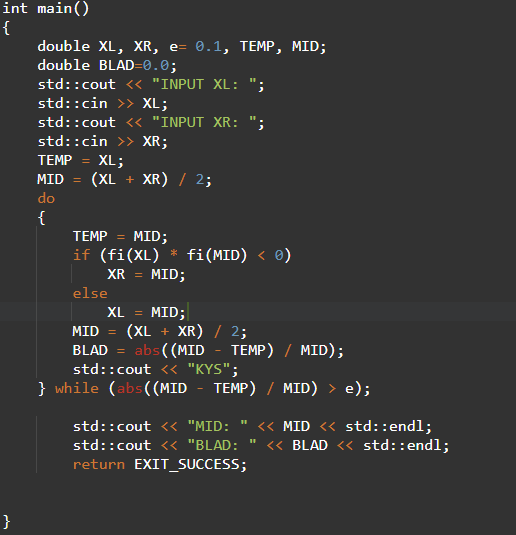 int main()
{
double XL, XR, e= 0.1, TEMP, MID;
double BLAD=0.0;
std::cout << "INPUT XL: ";
std::cin >> XL;
std::cout << "INPUT XR: ";
std::cin >> XR;
TEMP = XL;
MID = (XL + XR) / 2;
do
{
TEMP = MID;
if (fi(XL) * fi(MID) < 0)
XR = MID;
else
XL = MID;
MID = (XL + XR) / 2;
BLAD = abs((MID - TEMP) / MID);
std::cout << "KYS";
} while (abs((MID - TEMP) / MID) > e);
std::cout << "MID: " << MID << std::endl;
std::cout << "BLAD: " << BLAD << std::endl;
return EXIT_SUCCESS;
}